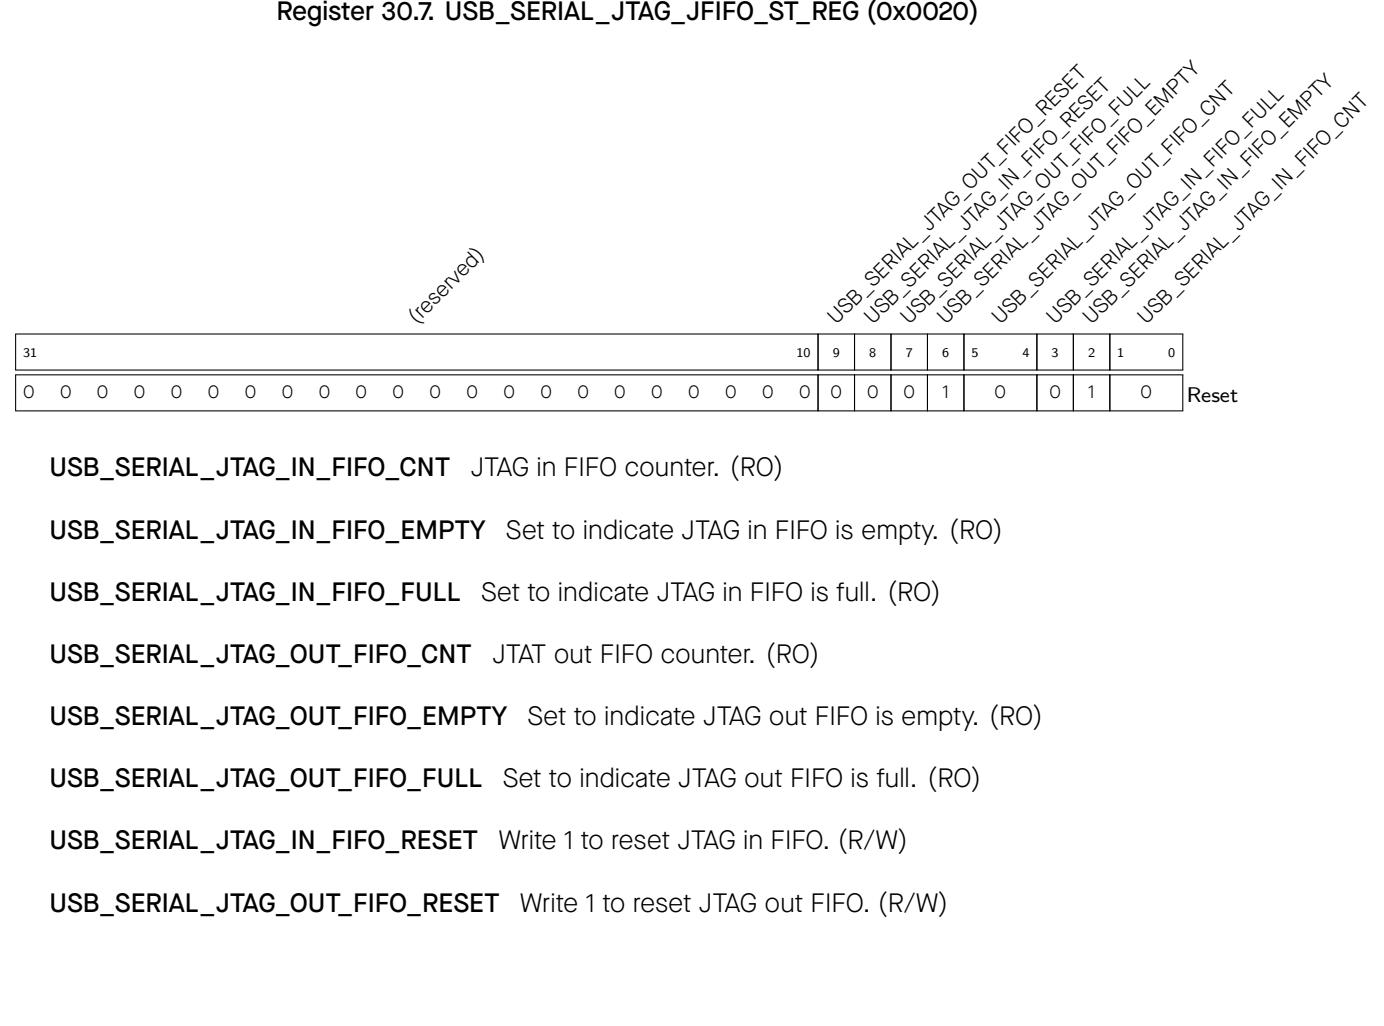 Register 30.7. USB_SERIAL_JTAG_JFIFO_ST_REG (0x0020)
(reserved)
USB_SERIAL_JTAG_OUT_FIFO_RESET
USB_SERIAL_JTAG_IN_FIFO_RESET
USB_SERIAL_JTAG_OUT_FIFO_FULL
USB_SERIAL_JTAG_OUT_FIFO_EMPTY
USB_SERIAL_JTAG_OUT_FIFO_CNT
USB_SERIAL_JTAG_IN_FIFO_FULL
USB_SERIAL_JTAG_IN_FIFO_EMPTY
USB_SERIAL_JTAG_IN_FIFO_CNT
31 10 9 8 7 6 5 4 3 2 1 0
0 0 0 0 0 0 0 0 0 0 0 0 0 0 0 0 0 0 0 0 0 0 0 0 0 1 0 0 1 0 Reset
USB_SERIAL_JTAG_IN_FIFO_CNT JTAG in FIFO counter. (RO)
USB_SERIAL_JTAG_IN_FIFO_EMPTY Set to indicate JTAG in FIFO is empty. (RO)
USB_SERIAL_JTAG_IN_FIFO_FULL Set to indicate JTAG in FIFO is full. (RO)
USB_SERIAL_JTAG_OUT_FIFO_CNT JTAT out FIFO counter. (RO)
USB_SERIAL_JTAG_OUT_FIFO_EMPTY Set to indicate JTAG out FIFO is empty. (RO)
USB_SERIAL_JTAG_OUT_FIFO_FULL Set to indicate JTAG out FIFO is full. (RO)
USB_SERIAL_JTAG_IN_FIFO_RESET Write 1 to reset JTAG in FIFO. (R/W)
USB_SERIAL_JTAG_OUT_FIFO_RESET Write 1 to reset JTAG out FIFO. (R/W)